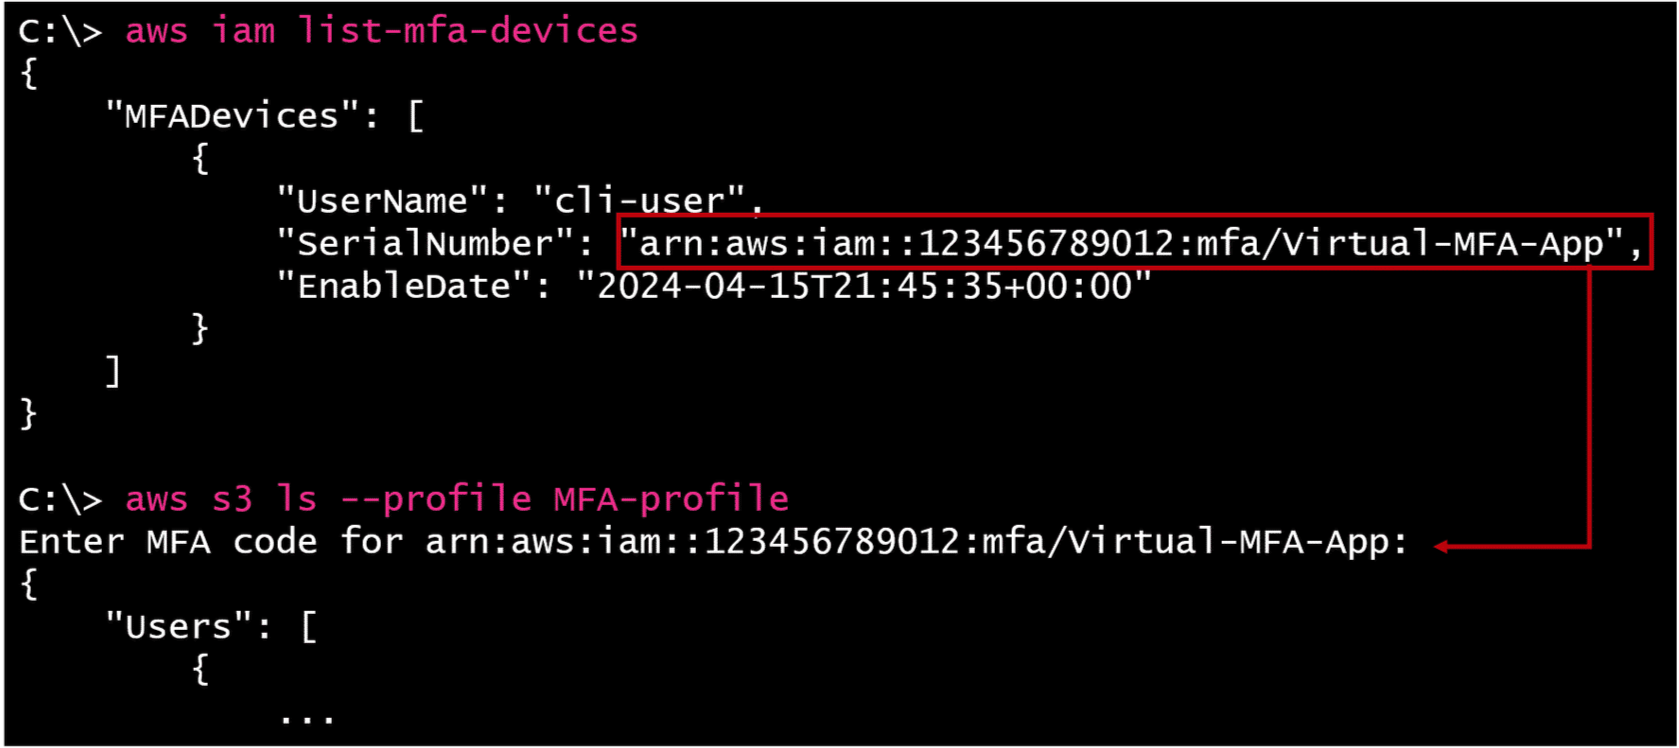 C:\> aws iam list-mfa-devices
{
    "MFADevices": [
        {
            "UserName": "cli-user",
            "SerialNumber": "arn:aws:iam::123456789012:mfa/Virtual-MFA-App",
            "EnableDate": "2024-04-15T21:45:35+00:00"
        }
    ]
}
C:\> aws s3 ls --profile MFA-profile
Enter MFA code for arn:aws:iam::123456789012:mfa/Virtual-MFA-App:
{
    "Users": [
        {
            ...